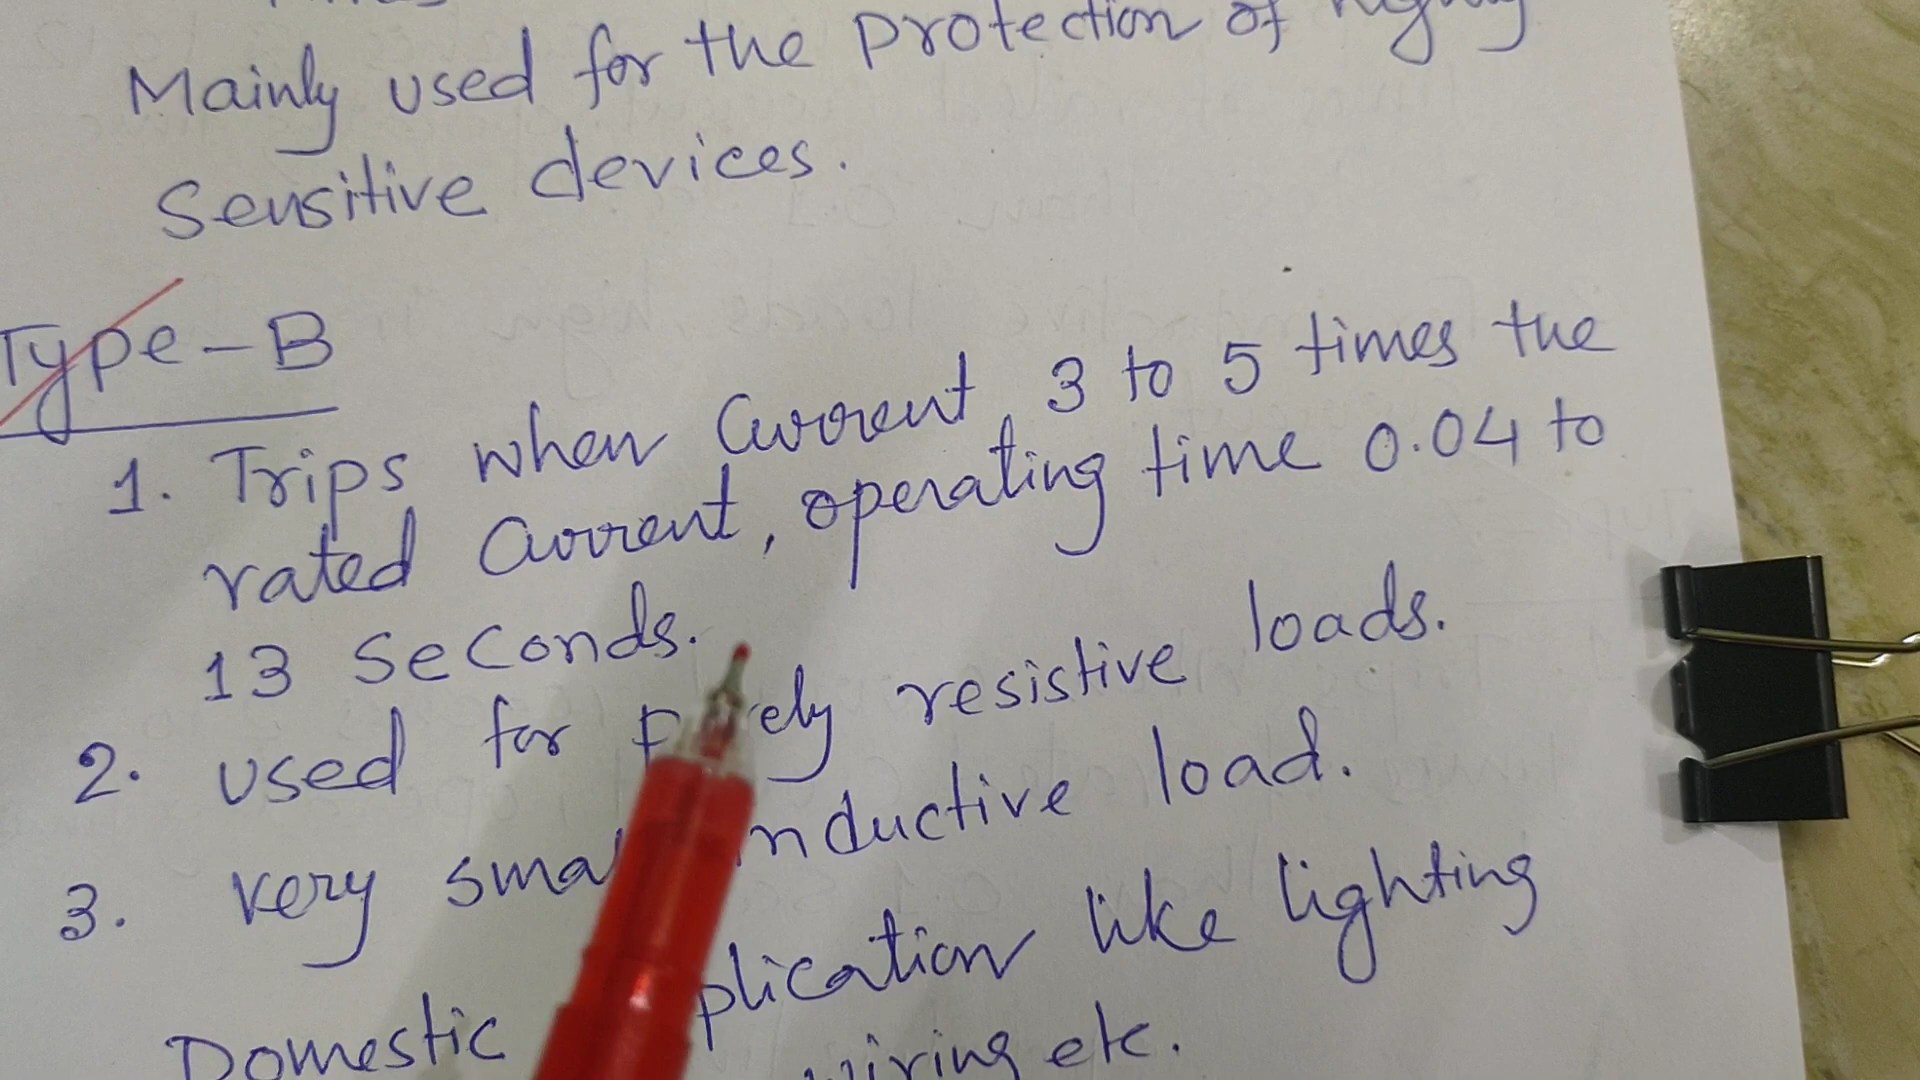 Mainly used for the protection of highly
Sensitive devices.
Type-B
1. Trips when Current, 3 to 5 times the
rated Current, operating time 0.04 to
13 Seconds.
2. used for resistive loads.
3. very load.
Domestic like lighting
wiring etc.